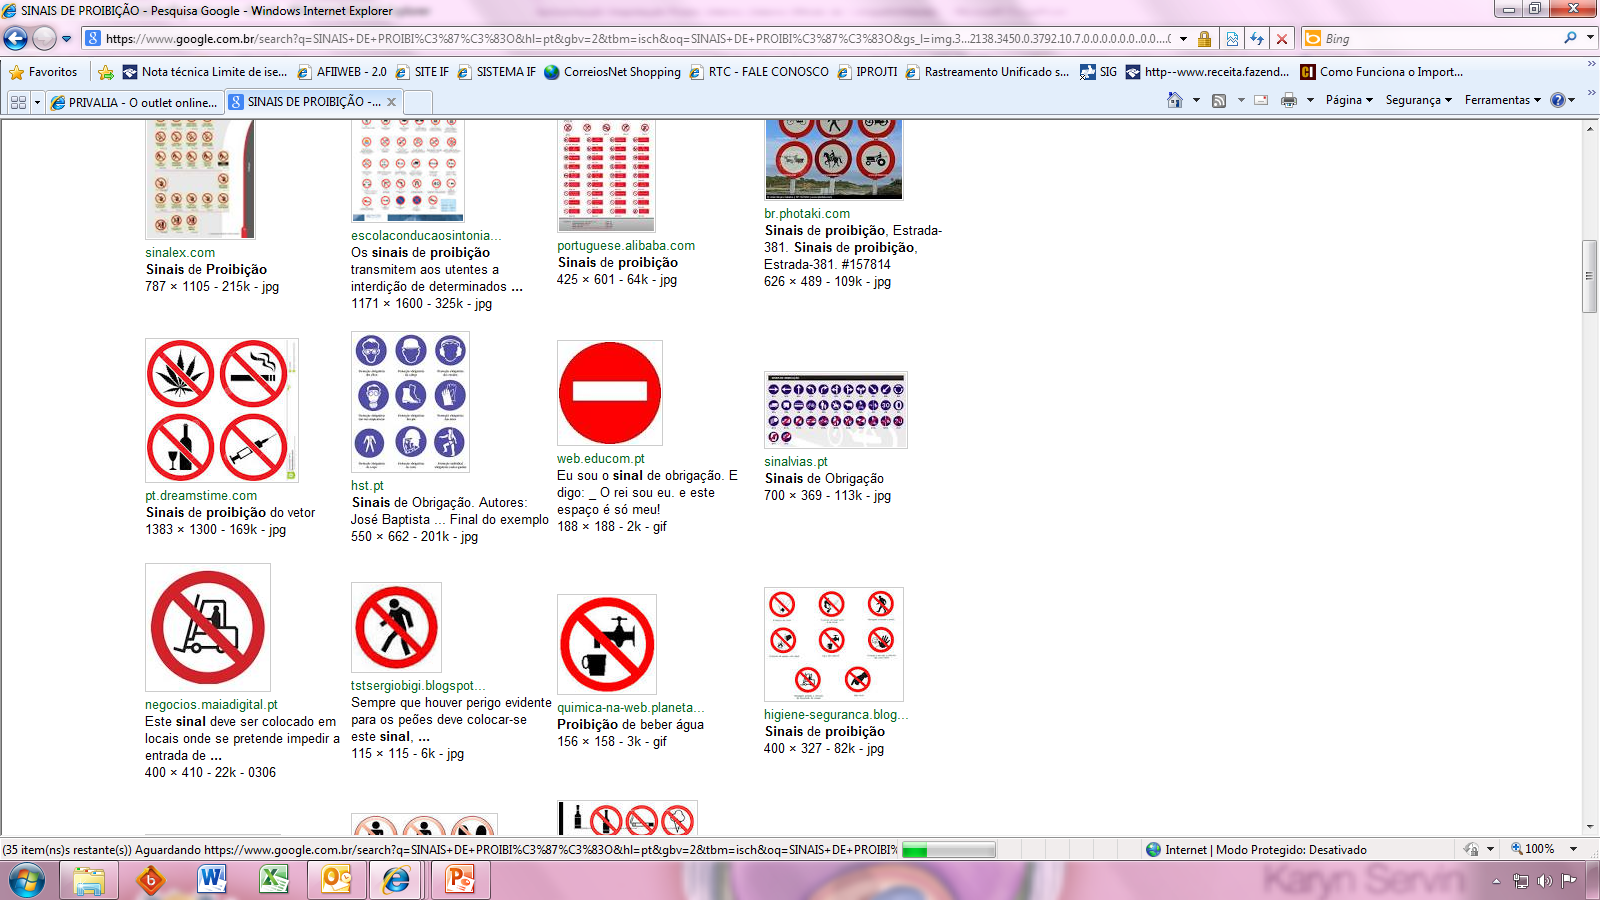 SINAIS DE PROIBIÇÃO - Pesquisa Google - Windows Internet Explorer
https://www.google.com.br/search?q=SINAIS+DE+PROIBI%C3%87%C3%83O&hl=pt&gbv=2&tbm=isch&oq=SINAIS+DE+PROIBI%C3%87%C3%83O&gs_l=img.3...2138.3450.0.3792.10.7.0.0.0.0.0.0..0.0....0
Bing
Favoritos
Nota técnica Limite de ise...
AFIIWEB - 2.0
SITE IF
SISTEMA IF
CorreiosNet Shopping
RTC - FALE CONOSCO
IPROJTI
Rastreamento Unificado s...
SIG
http--www.receita.fazend...
Como Funciona o Import...
PRIVALIA - O outlet online...
SINAIS DE PROIBIÇÃO -...
Página
Segurança
Ferramentas
sinalex.com
Sinais de Proibição
787 × 1105 - 215k - jpg
escolaconducaosintonia...
Os sinais de proibição
transmitem aos utentes a
interdição de determinados ...
1171 × 1600 - 325k - jpg
portuguese.alibaba.com
Sinais de proibição
425 × 601 - 64k - jpg
br.photaki.com
Sinais de proibição, Estrada-
381. Sinais de proibição,
Estrada-381. #157814
626 × 489 - 109k - jpg
pt.dreamstime.com
Sinais de proibição do vetor
1383 × 1300 - 169k - jpg
hst.pt
Sinais de Obrigação. Autores:
José Baptista ... Final do exemplo
550 × 662 - 201k - jpg
web.educom.pt
Eu sou o sinal de obrigação. E
digo: _ O rei sou eu. e este
espaço é só meu!
188 × 188 - 2k - gif
sinalvias.pt
Sinais de Obrigação
700 × 369 - 113k - jpg
negocios.maiadigital.pt
Este sinal deve ser colocado em
locais onde se pretende impedir a
entrada de ...
400 × 410 - 22k - 0306
tstsergiobigi.blogspot...
Sempre que houver perigo evidente
para os peões deve colocar-se
este sinal, ...
115 × 115 - 6k - jpg
quimica-na-web.planeta...
Proibição de beber água
156 × 158 - 3k - gif
higiene-seguranca.blog...
Sinais de proibição
400 × 327 - 82k - jpg
(35 item(ns)s restante(s)) Aguardando https://www.google.com.br/search?q=SINAIS+DE+PROIBI%C3%87%C3%83O&hl=pt&gbv=2&tbm=isch&oq=SINAIS+DE+PROIBI%
Internet | Modo Protegido: Desativado
100%
Karyn Servin